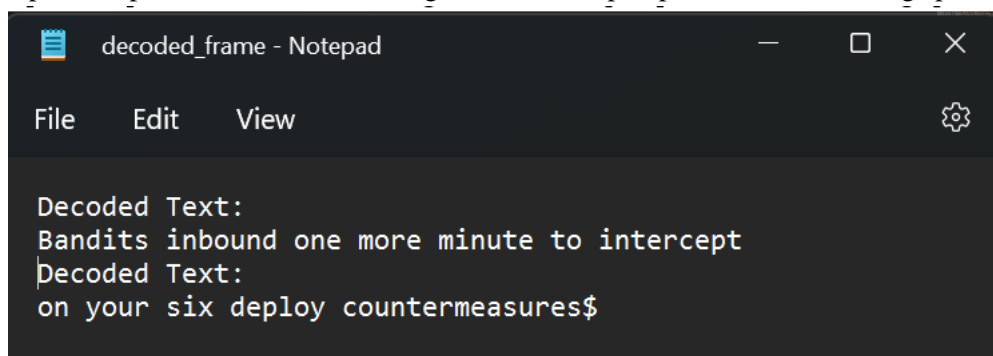 decoded_frame - Notepad
File Edit View
Decoded Text:
Bandits inbound one more minute to intercept
Decoded Text:
on your six deploy countermeasures$